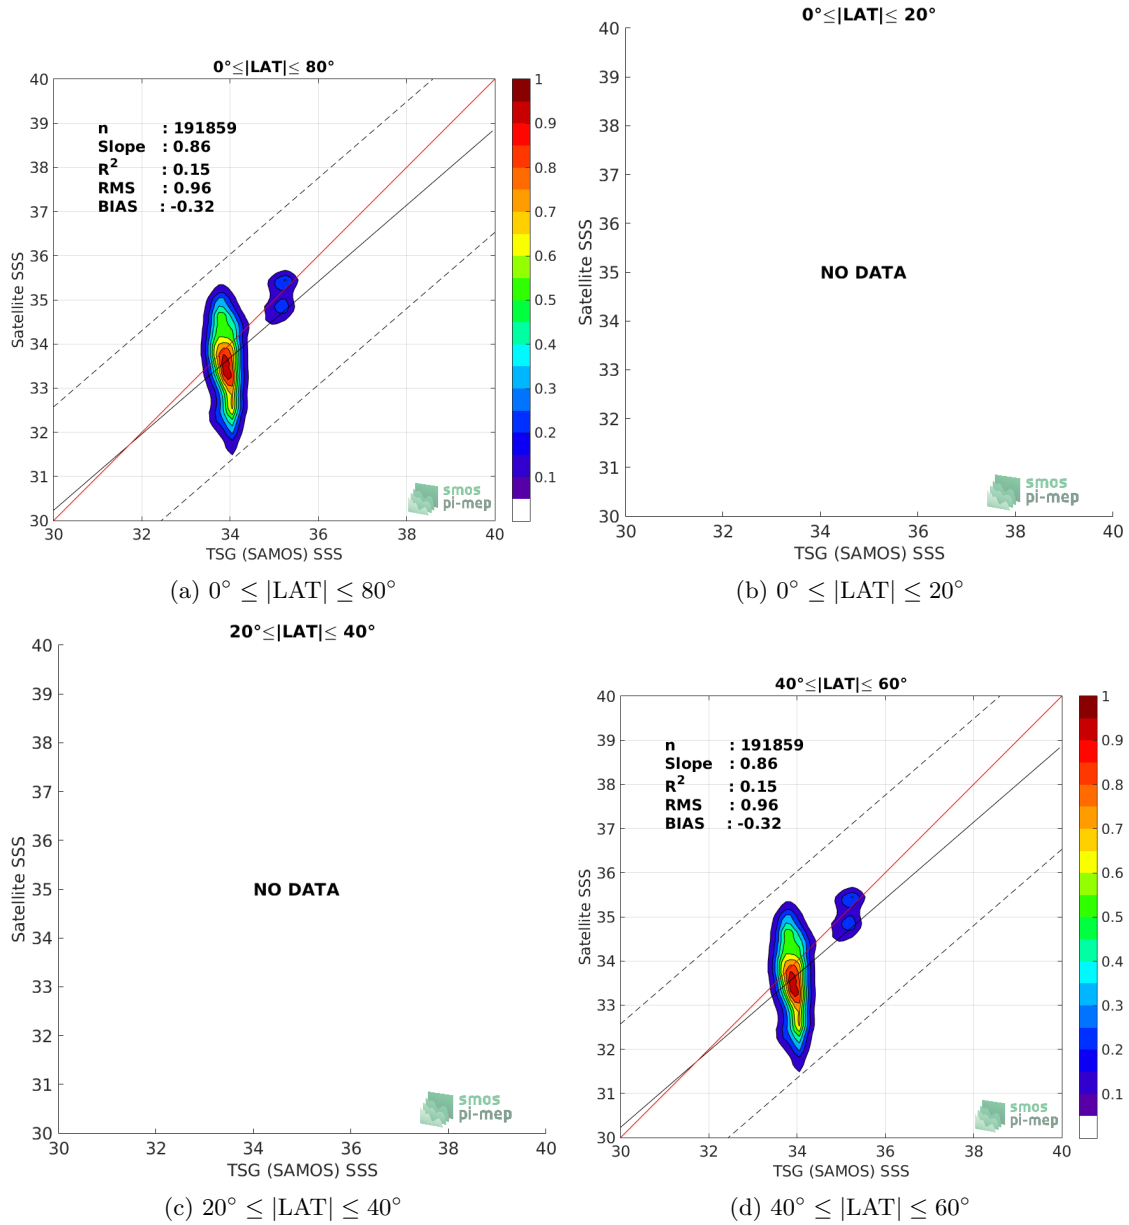 0°≤|LAT|≤ 80°
40
39
38
37
36
35
34
33
32
31
30
Satellite SSS
n : 191859
Slope : 0.86
R² : 0.15
RMS : 0.96
BIAS : -0.32
1
0.9
0.8
0.7
0.6
0.5
0.4
0.3
0.2
0.1
smos
pi-mep
30 32 34 36 38 40
TSG (SAMOS) SSS
(a) 0° ≤ |LAT| ≤ 80°
0°≤|LAT|≤ 20°
40
39
38
37
36
35
34
33
32
31
30
Satellite SSS
NO DATA
smos
pi-mep
30 32 34 36 38 40
TSG (SAMOS) SSS
(b) 0° ≤ |LAT| ≤ 20°
20°≤|LAT|≤ 40°
40
39
38
37
36
35
34
33
32
31
30
Satellite SSS
NO DATA
smos
pi-mep
30 32 34 36 38 40
TSG (SAMOS) SSS
(c) 20° ≤ |LAT| ≤ 40°
40°≤|LAT|≤ 60°
40
39
38
37
36
35
34
33
32
31
30
Satellite SSS
n : 191859
Slope : 0.86
R² : 0.15
RMS : 0.96
BIAS : -0.32
1
0.9
0.8
0.7
0.6
0.5
0.4
0.3
0.2
0.1
smos
pi-mep
30 32 34 36 38 40
TSG (SAMOS) SSS
(d) 40° ≤ |LAT| ≤ 60°